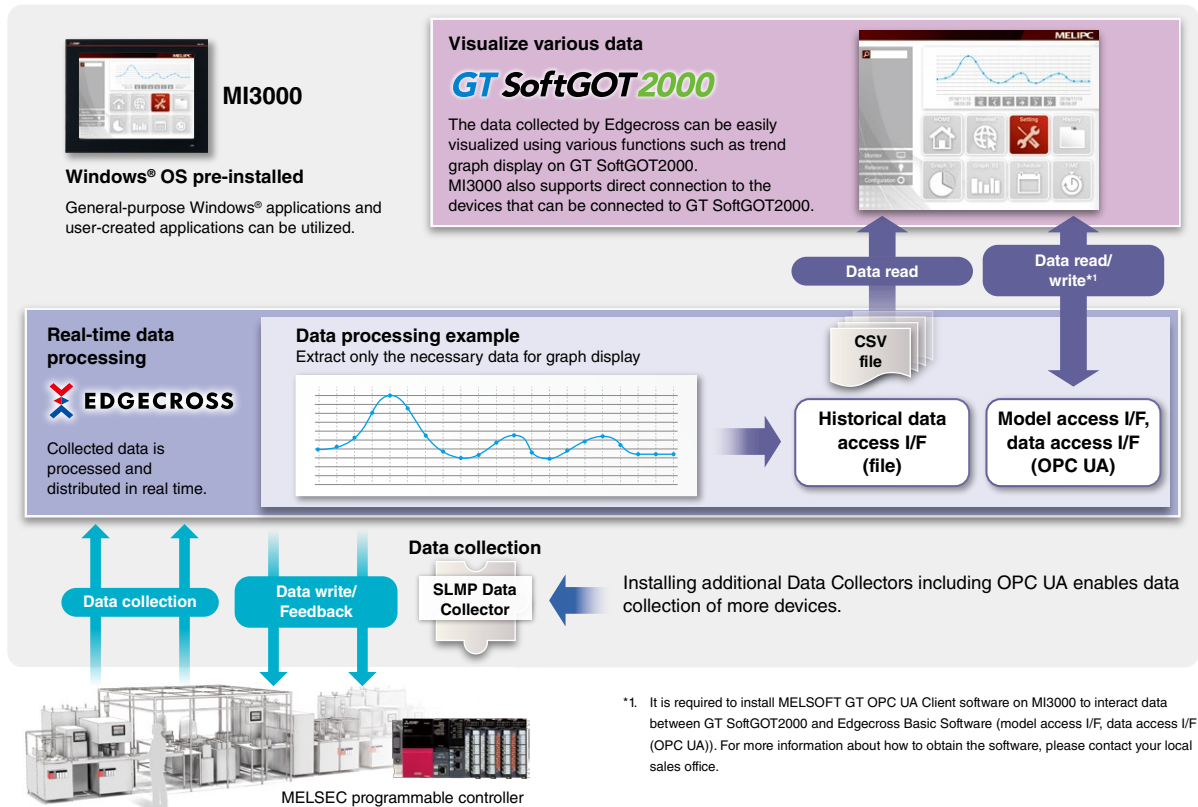 MI3000
Windows® OS pre-installed
General-purpose Windows® applications and
user-created applications can be utilized.
Visualize various data
GT SoftGOT2000
The data collected by Edgecross can be easily
visualized using various functions such as trend
graph display on GT SoftGOT2000.
MI3000 also supports direct connection to the
devices that can be connected to GT SoftGOT2000.
MELIPC
HOME
Internet
Setting
History
Monitor
Reference
Configuration
Schedule
TIME
Data read
Data read/
write*1
Real-time data
processing
EDGECROSS
Collected data is
processed and
distributed in real time.
Data processing example
Extract only the necessary data for graph display
CSV
file
Historical data
access I/F
(file)
Model access I/F,
data access I/F
(OPC UA)
Data collection
Data write/
Feedback
Data collection
SLMP Data
Collector
Installing additional Data Collectors including OPC UA enables data
collection of more devices.
MELSEC programmable controller
*1. It is required to install MELSOFT GT OPC UA Client software on MI3000 to interact data
between GT SoftGOT2000 and Edgecross Basic Software (model access I/F, data access I/F
(OPC UA)). For more information about how to obtain the software, please contact your local
sales office.